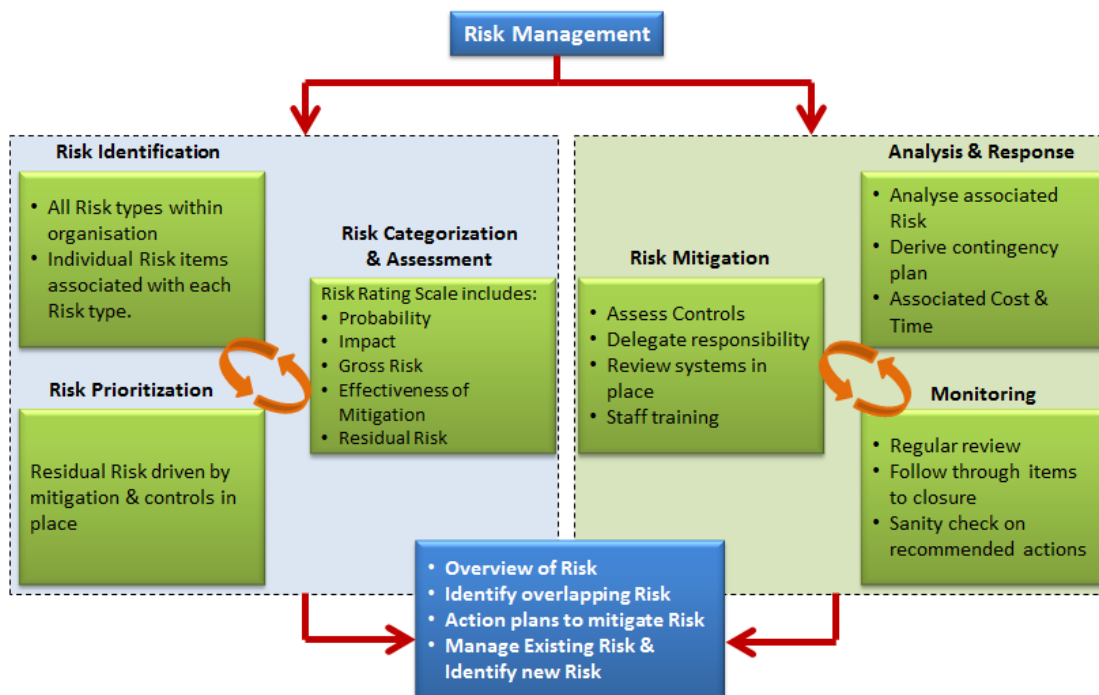 Risk Management
Risk Identification
• All Risk types within
organisation
• Individual Risk items
associated with each
Risk type.
Risk Categorization
& Assessment
Risk Rating Scale includes:
• Probability
• Impact
• Gross Risk
• Effectiveness of
Mitigation
• Residual Risk
Risk Prioritization
Residual Risk driven by
mitigation & controls in
place
Analysis & Response
• Analyse associated
Risk
• Derive contingency
plan
• Associated Cost &
Time
Risk Mitigation
• Assess Controls
• Delegate responsibility
• Review systems in
place
• Staff training
Monitoring
• Regular review
• Follow through items
to closure
• Sanity check on
recommended actions
• Overview of Risk
• Identify overlapping Risk
• Action plans to mitigate Risk
• Manage Existing Risk &
Identify new Risk